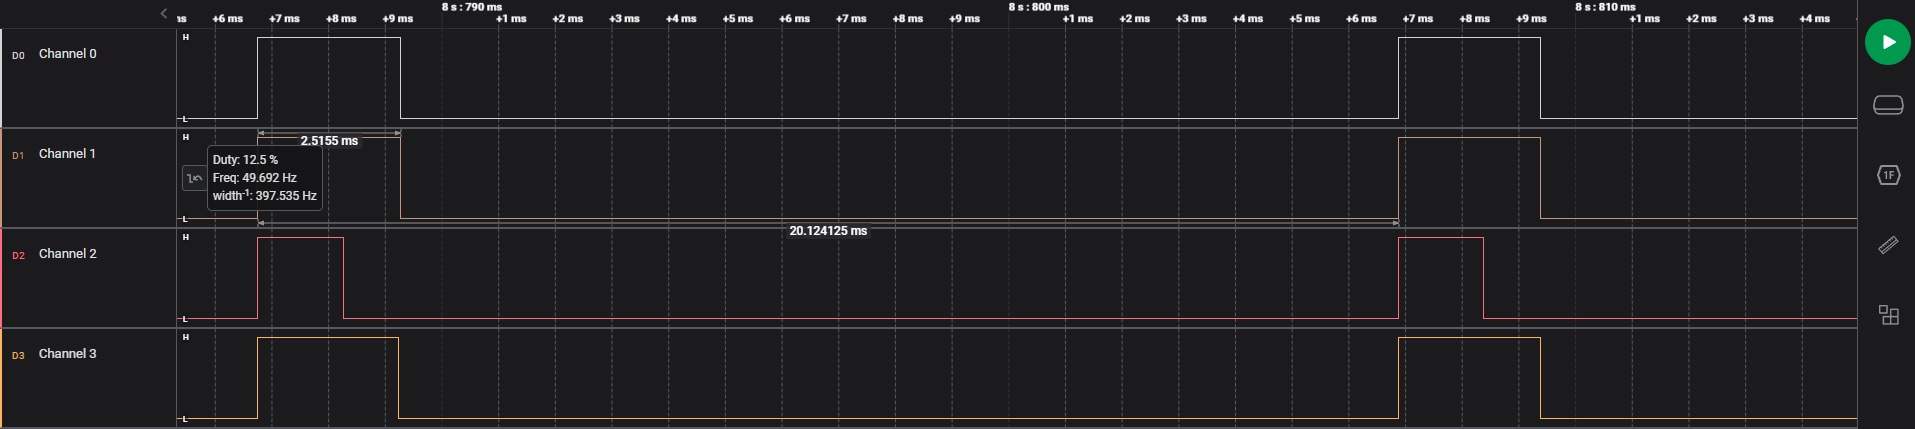 8 s : 790 ms 8 s : 800 ms 8 s : 810 ms
ns +6 ms +7 ms +8 ms +9 ms +1 ms +2 ms +3 ms +4 ms +5 ms +6 ms +7 ms +8 ms +9 ms +1 ms +2 ms +3 ms +4 ms +5 ms +6 ms +7 ms +8 ms +9 ms +1 ms +2 ms +3 ms +4 ms
H
D0 Channel 0
L
H
2.5155 ms
D1 Channel 1
Duty: 12.5 %
Freq: 49.692 Hz
width-1: 397.535 Hz
L
20.124125 ms
H
D2 Channel 2
L
H
D3 Channel 3
L
1F